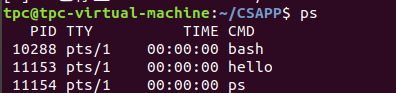 tpc@tpc-virtual-machine:~/CSAPP$ ps
PID TTY TIME CMD
10288 pts/1 00:00:00 bash
11153 pts/1 00:00:00 hello
11154 pts/1 00:00:00 ps